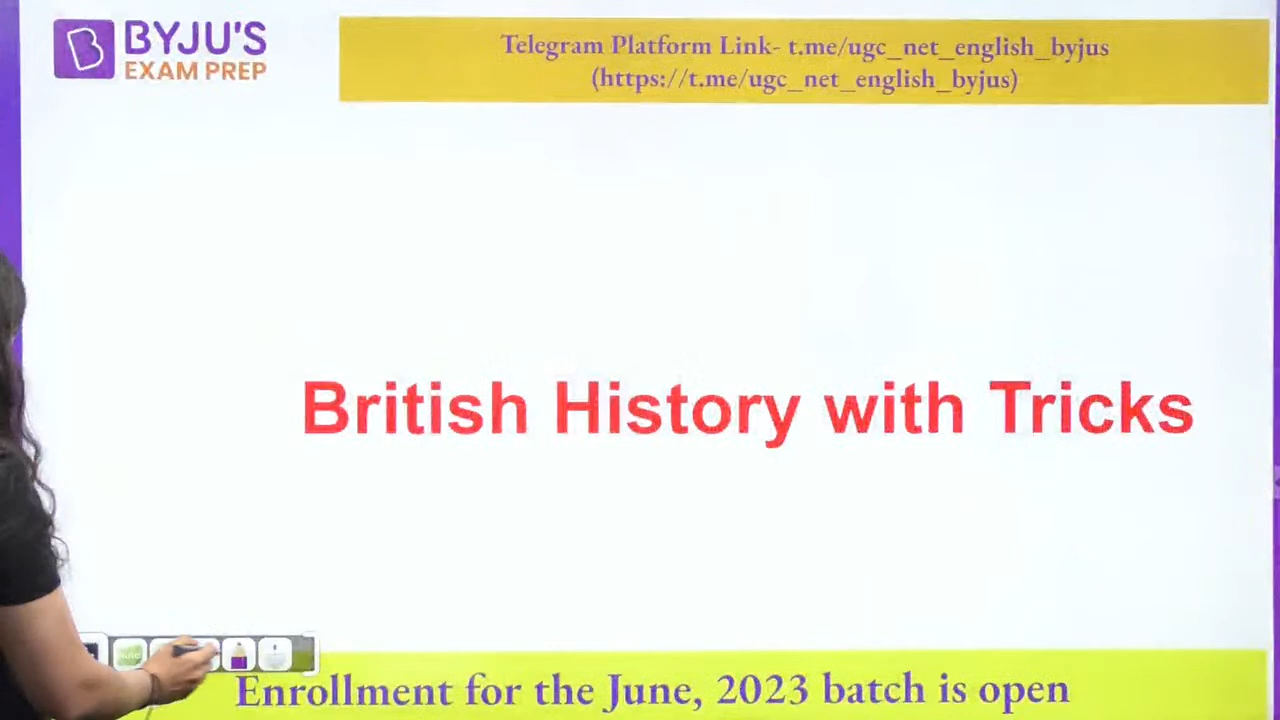 BYJU'S
EXAM PREP
Telegram Platform Link- t.me/ugc_net_english_byjus
(https://t.me/ugc_net_english_byjus)
British History with Tricks
Enrollment for the June, 2023 batch is open